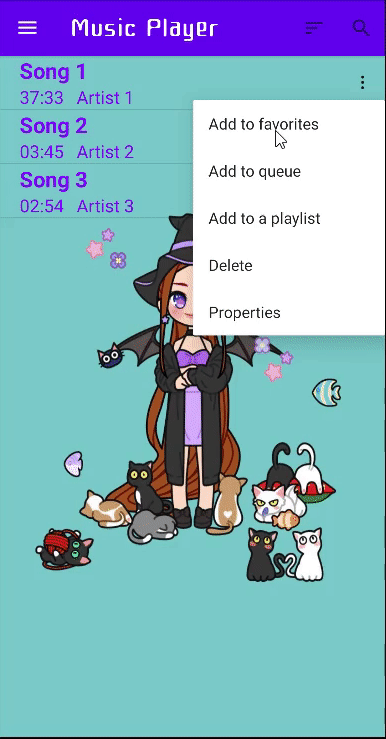 Music Player
Song 1
37:33 Artist 1
Add to favorites
Song 2
03:45 Artist 2
Add to queue
Song 3
02:54 Artist 3
Add to a playlist
Delete
Properties